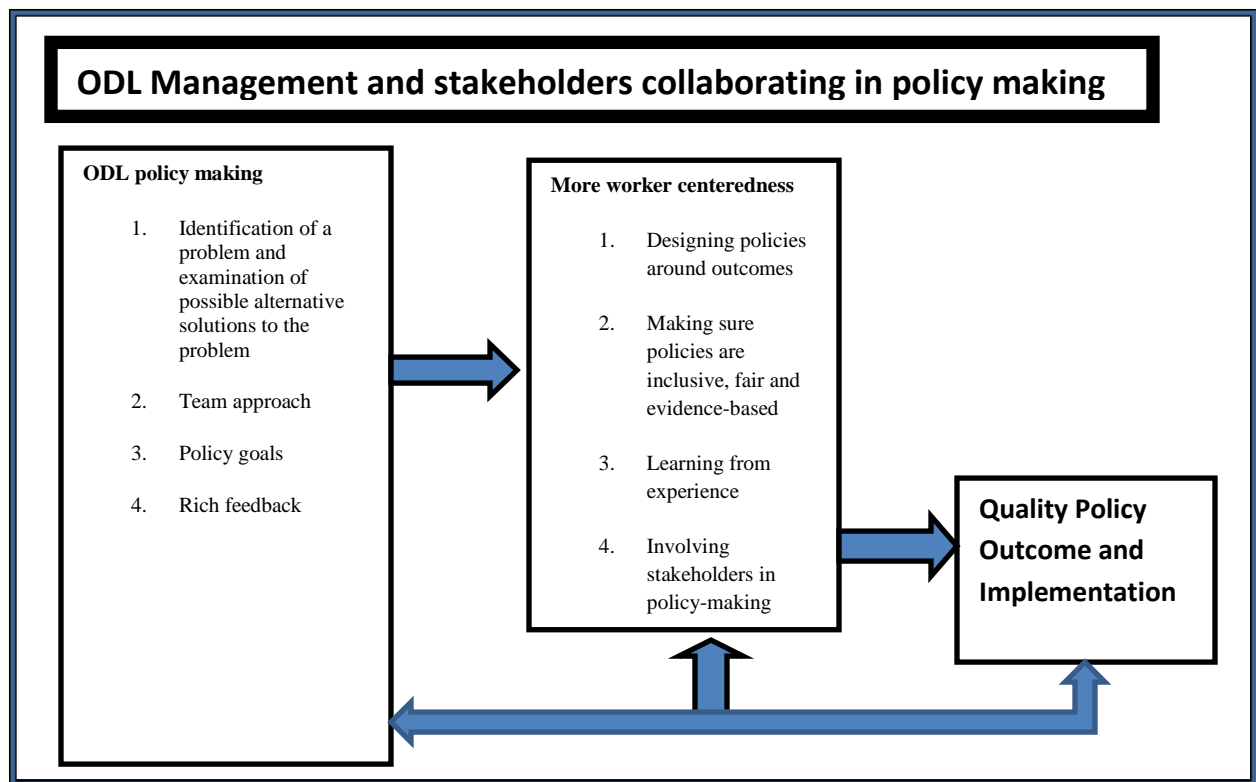 ODL Management and stakeholders collaborating in policy making
ODL policy making
1. Identification of a
problem and
examination of
possible alternative
solutions to the
problem
2. Team approach
3. Policy goals
4. Rich feedback
More worker centeredness
1. Designing policies
around outcomes
2. Making sure
policies are
inclusive, fair and
evidence-based
3. Learning from
experience
4. Involving
stakeholders in
policy-making
Quality Policy
Outcome and
Implementation